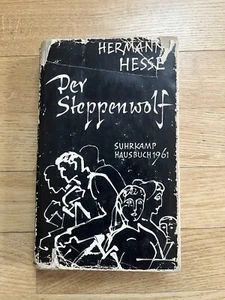 HERMANN
HESSE
Der
Steppenwolf
SUHRKAMP
HAUSBUCH 1961